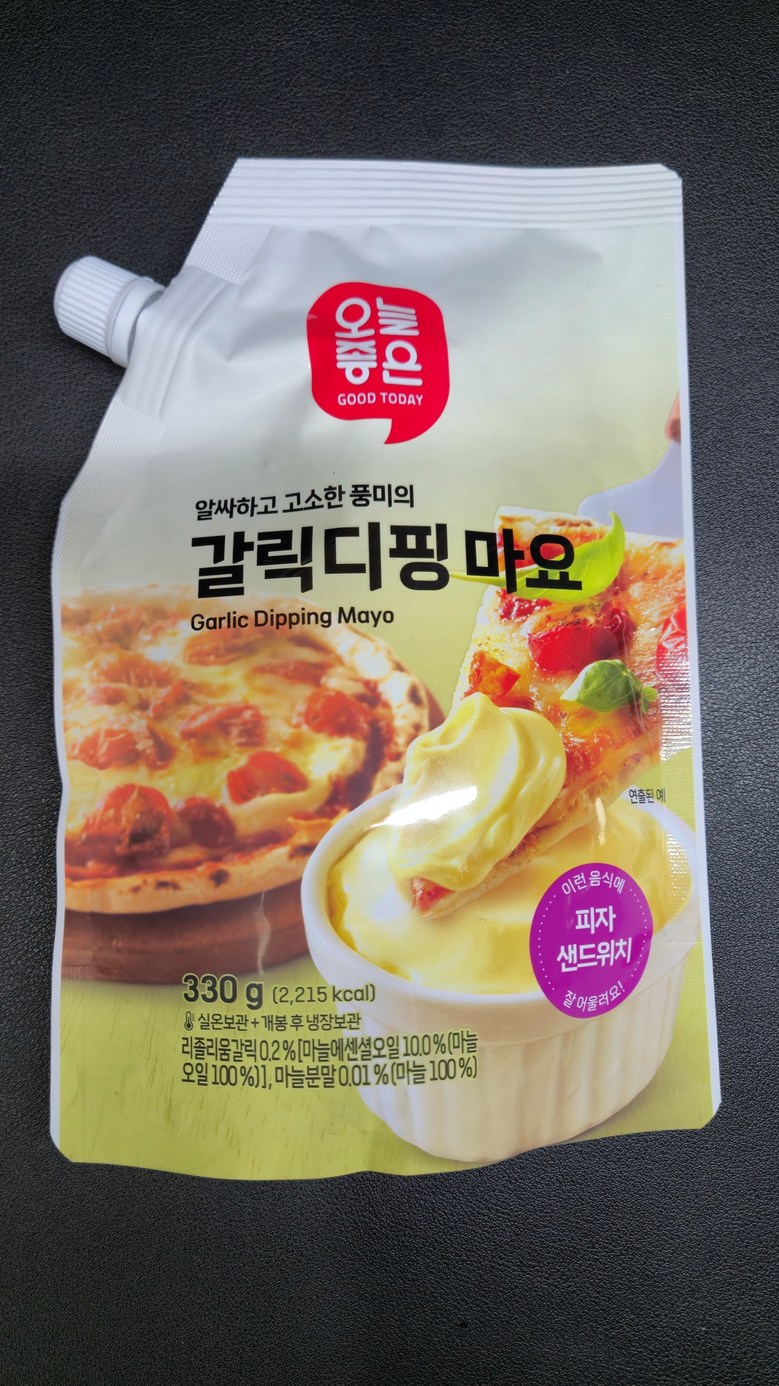 오늘좋은
GOOD TODAY
알싸하고 고소한 풍미의
갈릭디핑 마요
Garlic Dipping Mayo
연출된 예
이런 음식에
피자
샌드위치
잘 어울려요!
330 g (2,215 kcal)
실온보관 + 개봉 후 냉장보관
리졸리움갈릭 0.2 % [마늘에센셜오일 10.0 % (마늘
오일 100 %)], 마늘분말 0.01 % (마늘 100 %)